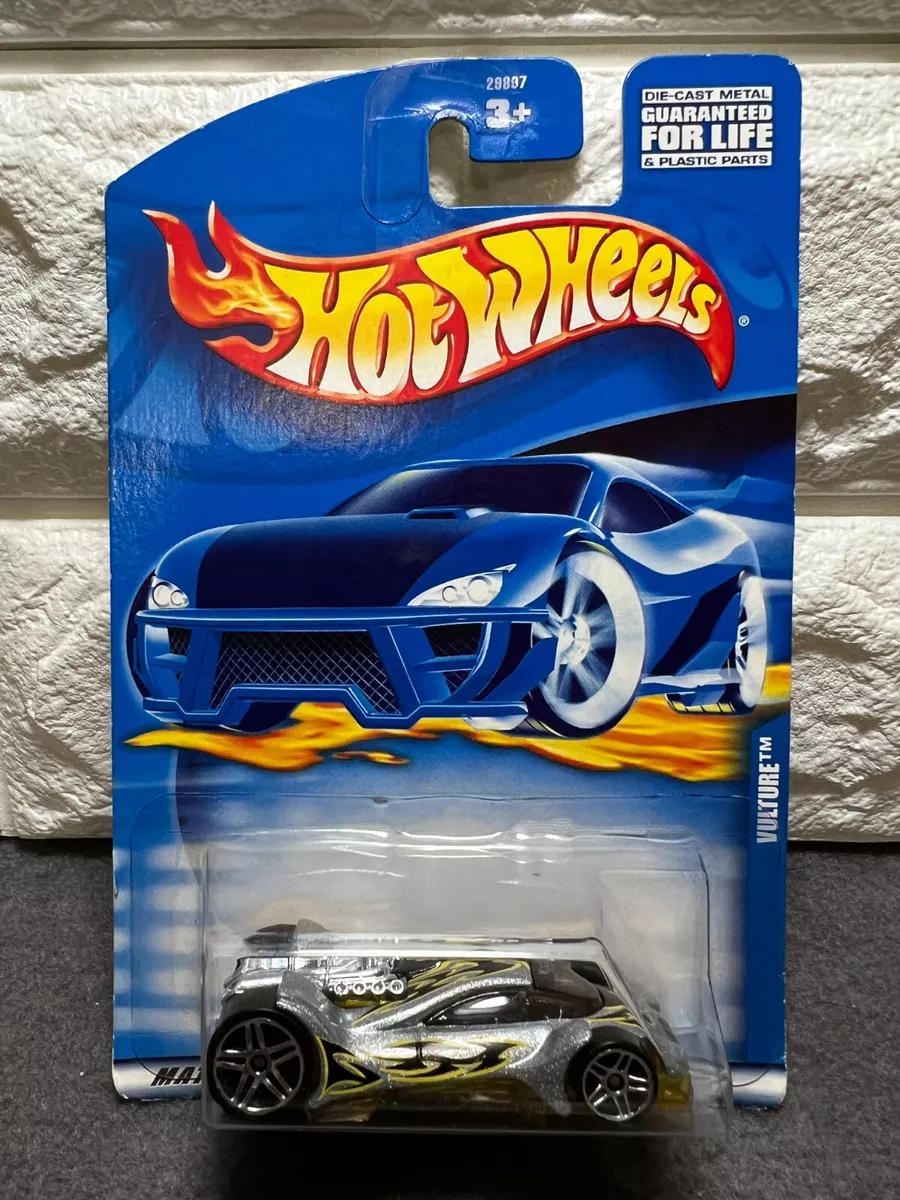 29897
3+
DIE-CAST METAL
GUARANTEED
FOR LIFE
& PLASTIC PARTS
HOT WHEELS
®
VULTURE™